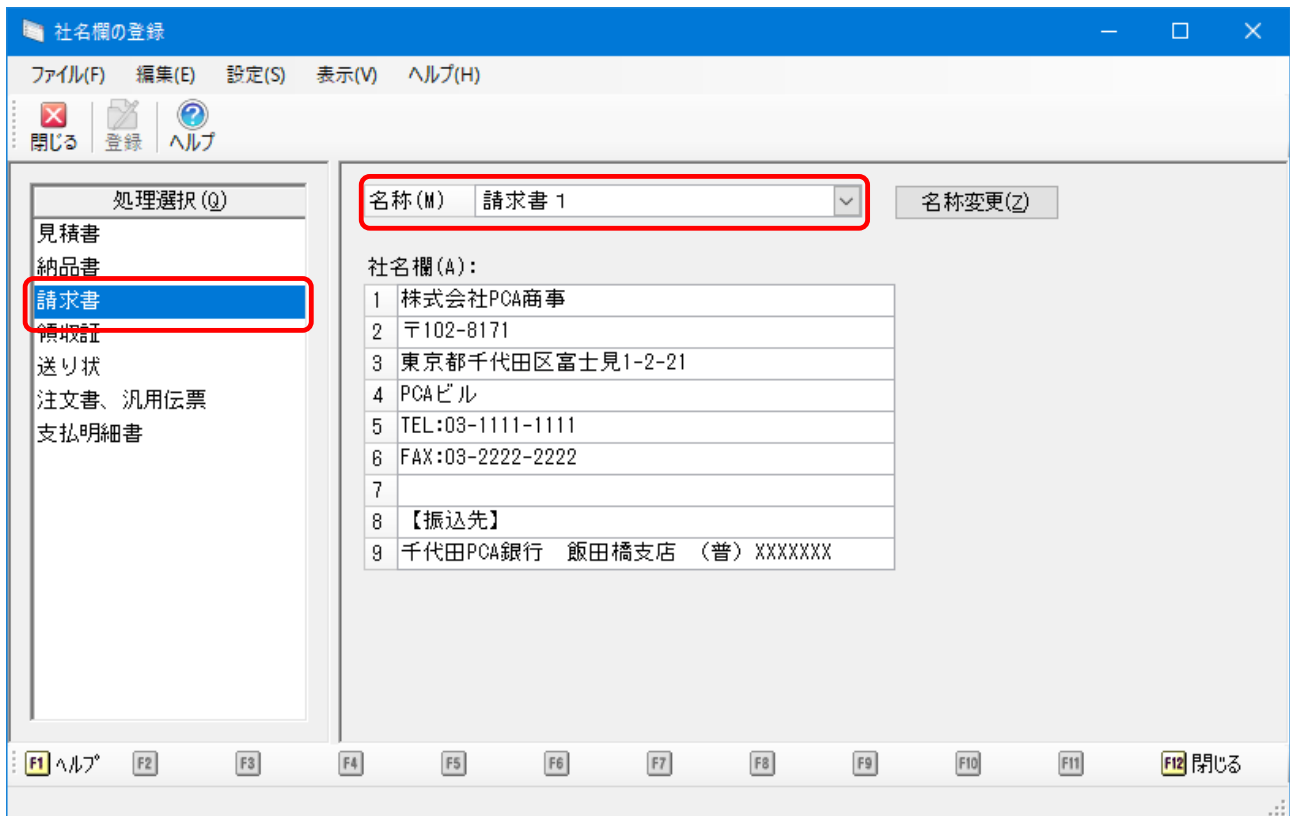 社名欄の登録
ファイル(F) 編集(E) 設定(S) 表示(V) ヘルプ(H)
閉じる 登録 ヘルプ
処理選択(Q)
見積書
納品書
請求書
領収証
送り状
注文書、汎用伝票
支払明細書
名称(M) 請求書１ 名称変更(Z)
社名欄(A):
1 株式会社PCA商事
2 〒102-8171
3 東京都千代田区富士見1-2-21
4 PCAビル
5 TEL:03-1111-1111
6 FAX:03-2222-2222
7
8 【振込先】
9 千代田PCA銀行　飯田橋支店　（普）XXXXXXX
F1 ヘルプ F2 F3 F4 F5 F6 F7 F8 F9 F10 F11 F12 閉じる